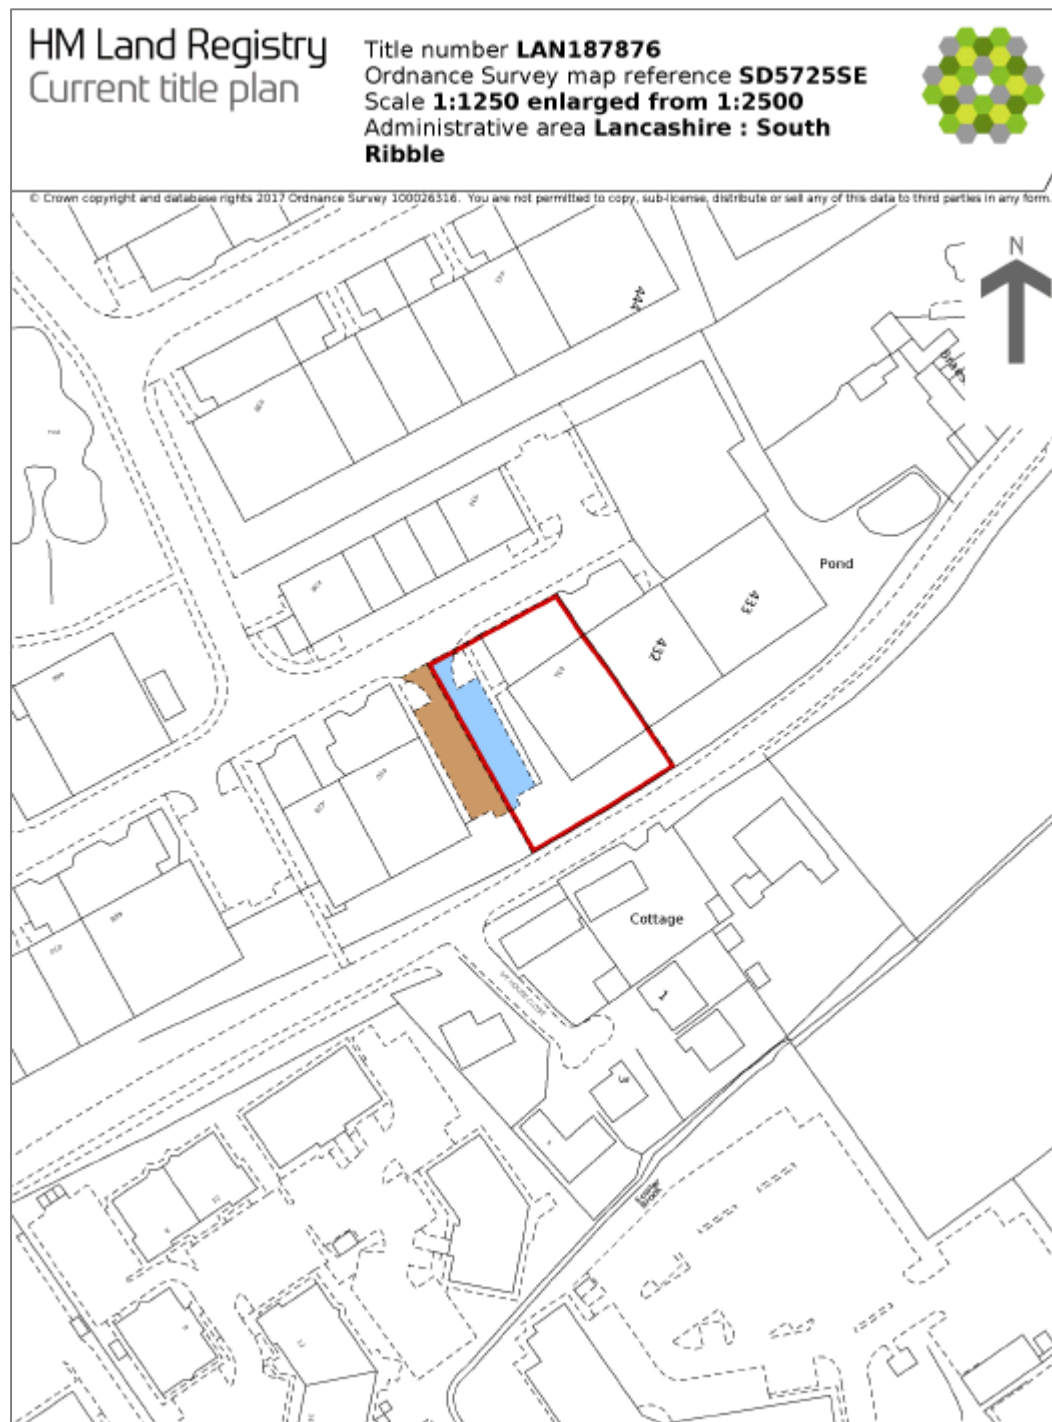 HM Land Registry
Current title plan
Title number LAN187876
Ordnance Survey map reference SD5725SE
Scale 1:1250 enlarged from 1:2500
Administrative area Lancashire : South
Ribble
© Crown copyright and database rights 2017 Ordnance Survey 100026316. You are not permitted to copy, sub-license, distribute or sell any of this data to third parties in any form.
N
444
Pond
433
432
Cottage
1
3